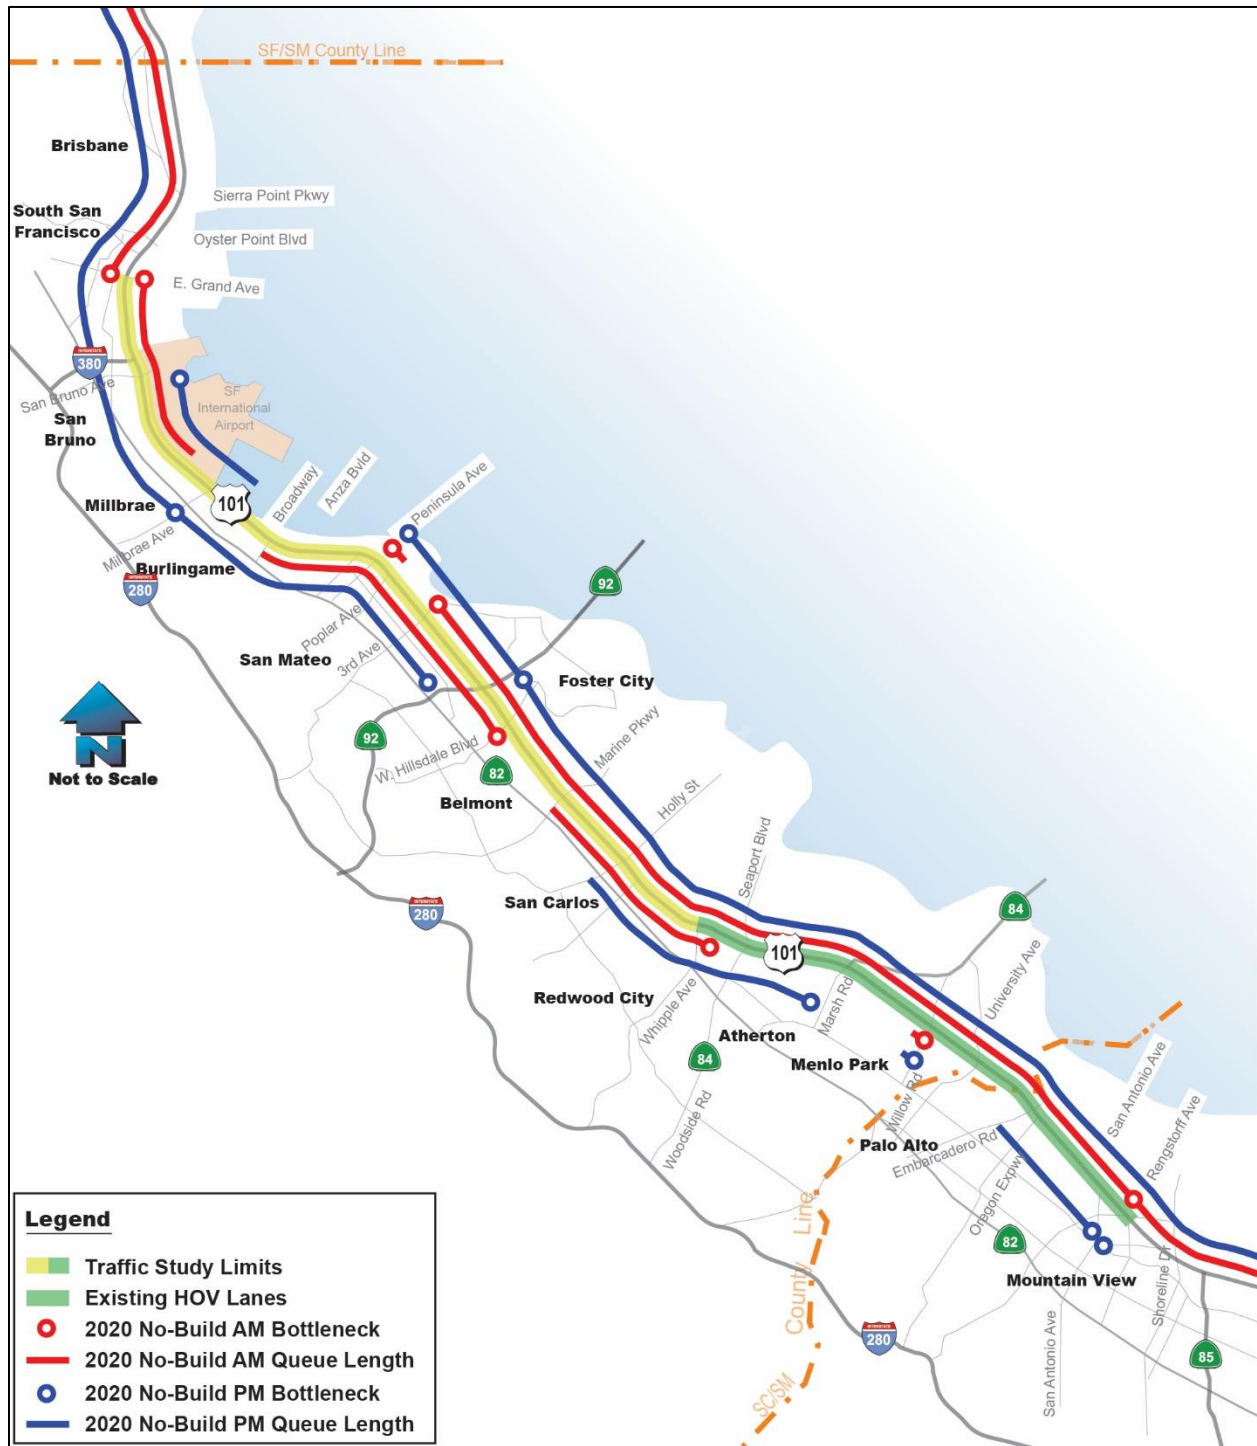 SF/SM County Line
Brisbane
Sierra Point Pkwy
South San
Francisco
Oyster Point Blvd
E. Grand Ave
INTERSTATE
380
San Bruno Ave
SF
International
Airport
San
Bruno
Millbrae
101
Broadway
Anza Bvld
Peninsula Ave
Millbrae Ave
Burlingame
INTERSTATE
280
92
Poplar Ave
3rd Ave
San Mateo
Foster City
N
Not to Scale
92
W. Hillsdale Blvd
82
Marine Pkwy
Belmont
Holly St
Seaport Blvd
San Carlos
INTERSTATE
280
84
101
Redwood City
Whipple Ave
Marsh Rd
University Ave
Atherton
84
Menlo Park
Willow Rd
San Antonio Ave
Rengstorff Ave
Woodside Rd
Palo Alto
Embarcadero Rd
Oregon Expwy
82
Mountain View
Shoreline Dr
SC/SM County Line
INTERSTATE
280
San Antonio Ave
85
Legend
Traffic Study Limits
Existing HOV Lanes
2020 No-Build AM Bottleneck
2020 No-Build AM Queue Length
2020 No-Build PM Bottleneck
2020 No-Build PM Queue Length